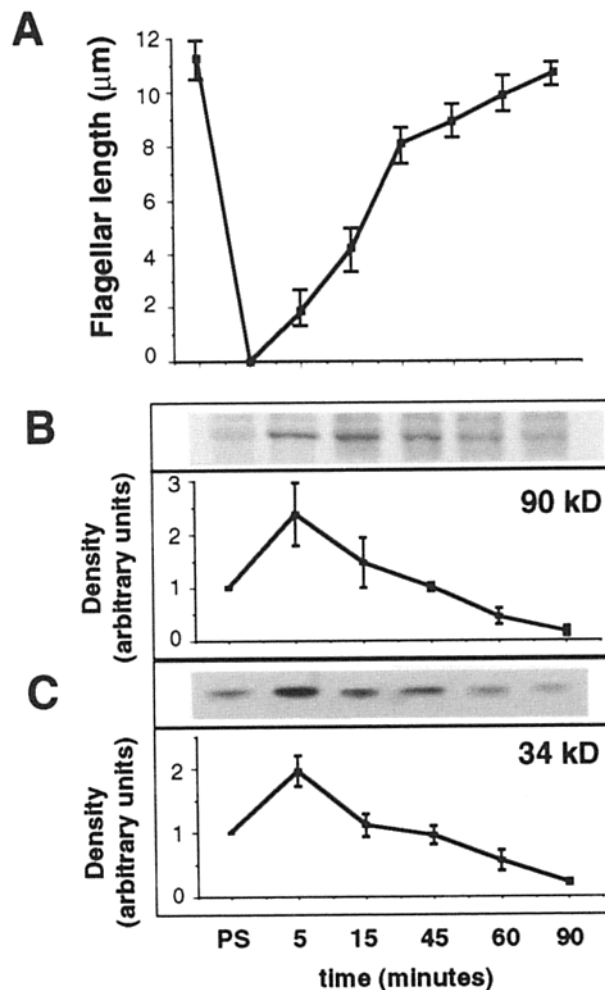 A
Flagellar length (μm)
12
10
8
6
4
2
0
B
90 kD
Density
(arbitrary units)
3
2
1
0
C
34 kD
Density
(arbitrary units)
2
1
0
PS 5 15 45 60 90
time (minutes)